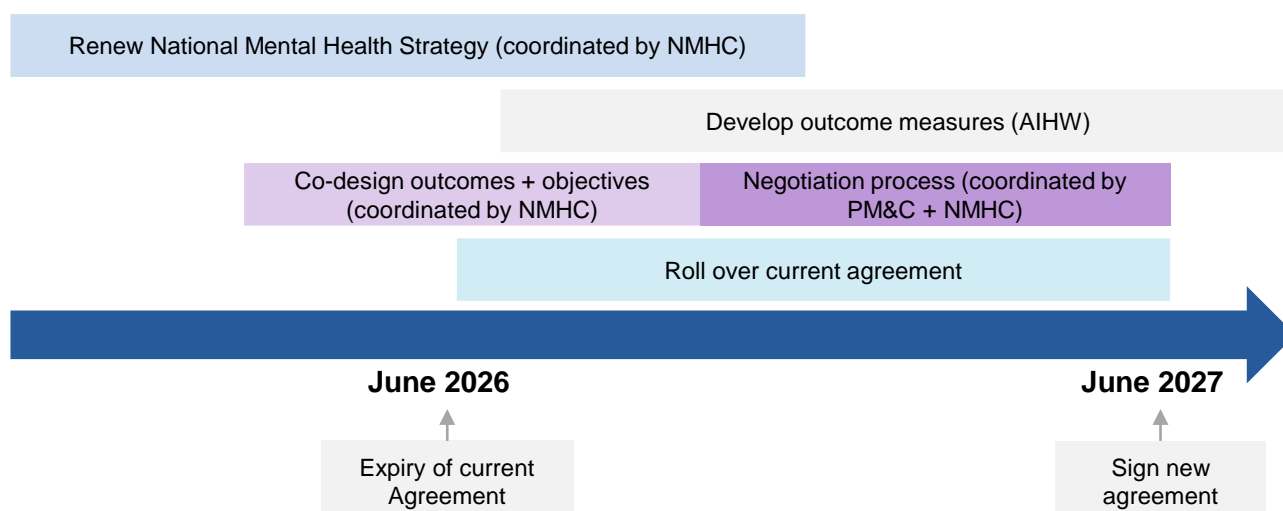 Renew National Mental Health Strategy (coordinated by NMHC)
Develop outcome measures (AIHW)
Co-design outcomes + objectives
(coordinated by NMHC)
Negotiation process (coordinated by
PM&C + NMHC)
Roll over current agreement
June 2026
June 2027
Expiry of current
Agreement
Sign new
agreement